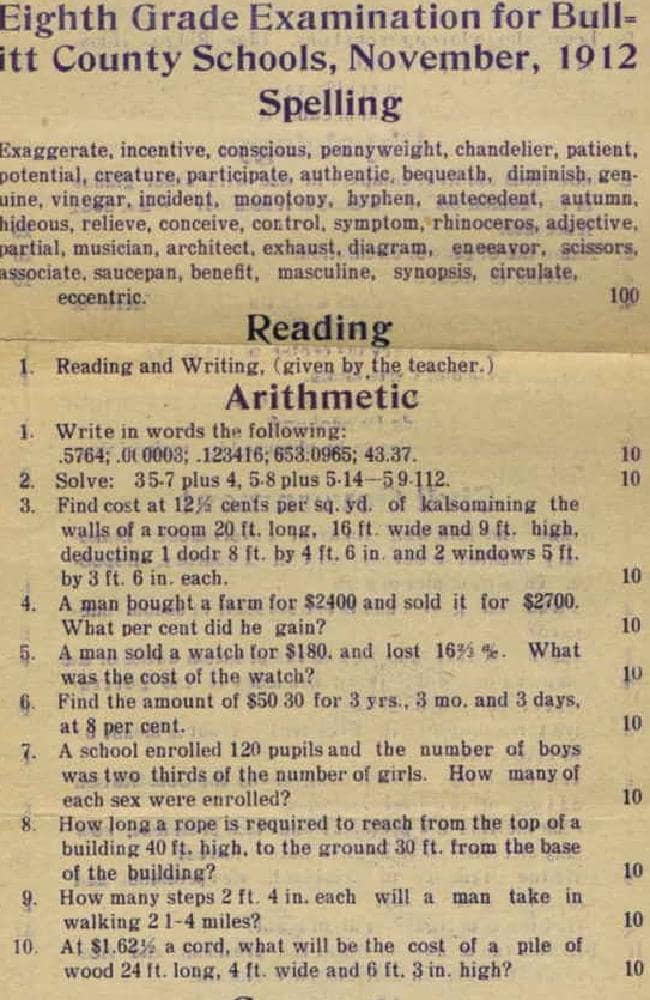 Eighth Grade Examination for Bull-
itt County Schools, November, 1912
Spelling
Exaggerate, incentive, conscious, pennyweight, chandelier, patient,
potential, creature, participate, authentic, bequeath, diminish, gen-
uine, vinegar, incident, monotony, hyphen, antecedent, autumn,
hideous, relieve, conceive, control, symptom, rhinoceros, adjective,
partial, musician, architect, exhaust, diagram, eneeavor, scissors,
associate, saucepan, benefit, masculine, synopsis, circulate,
eccentric. 100
Reading
1. Reading and Writing, (given by the teacher.)
Arithmetic
1. Write in words the following:
.5764; .000003; .123416; 653.0965; 43.37. 10
2. Solve: 35-7 plus 4, 5-8 plus 5-14—59-112. 10
3. Find cost at 12½ cents per sq. yd. of kalsomining the
walls of a room 20 ft. long, 16 ft. wide and 9 ft. high,
deducting 1 dodr 8 ft. by 4 ft. 6 in. and 2 windows 5 ft.
by 3 ft. 6 in. each. 10
4. A man bought a farm for $2400 and sold it for $2700.
What per cent did he gain? 10
5. A man sold a watch for $180. and lost 16⅔ %. What
was the cost of the watch? 10
6. Find the amount of $50 30 for 3 yrs., 3 mo. and 3 days,
at 8 per cent. 10
7. A school enrolled 120 pupils and the number of boys
was two thirds of the number of girls. How many of
each sex were enrolled? 10
8. How long a rope is required to reach from the top of a
building 40 ft. high, to the ground 30 ft. from the base
of the building? 10
9. How many steps 2 ft. 4 in. each will a man take in
walking 2 1-4 miles? 10
10. At $1.62½ a cord, what will be the cost of a pile of
wood 24 ft. long, 4 ft. wide and 6 ft. 3 in. high? 10